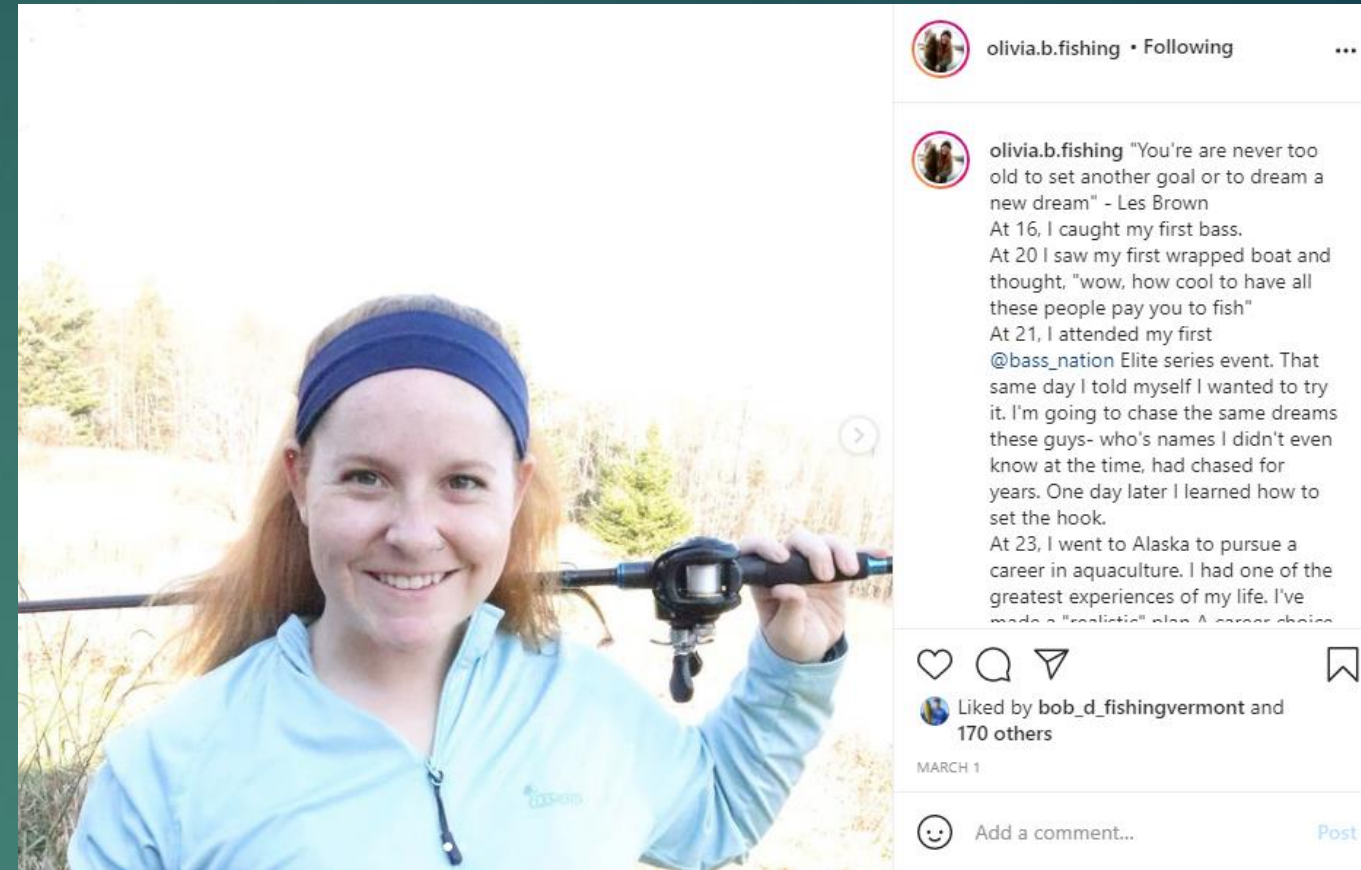 olivia.b.fishing • Following
olivia.b.fishing "You're are never too
old to set another goal or to dream a
new dream" - Les Brown
At 16, I caught my first bass.
At 20 I saw my first wrapped boat and
thought, "wow, how cool to have all
these people pay you to fish"
At 21, I attended my first
@bass_nation Elite series event. That
same day I told myself I wanted to try
it. I'm going to chase the same dreams
these guys- who's names I didn't even
know at the time, had chased for
years. One day later I learned how to
set the hook.
At 23, I went to Alaska to pursue a
career in aquaculture. I had one of the
greatest experiences of my life. I've
made a "realistic" plan A career choice
Liked by bob_d_fishingvermont and
170 others
MARCH 1
Add a comment...
Post